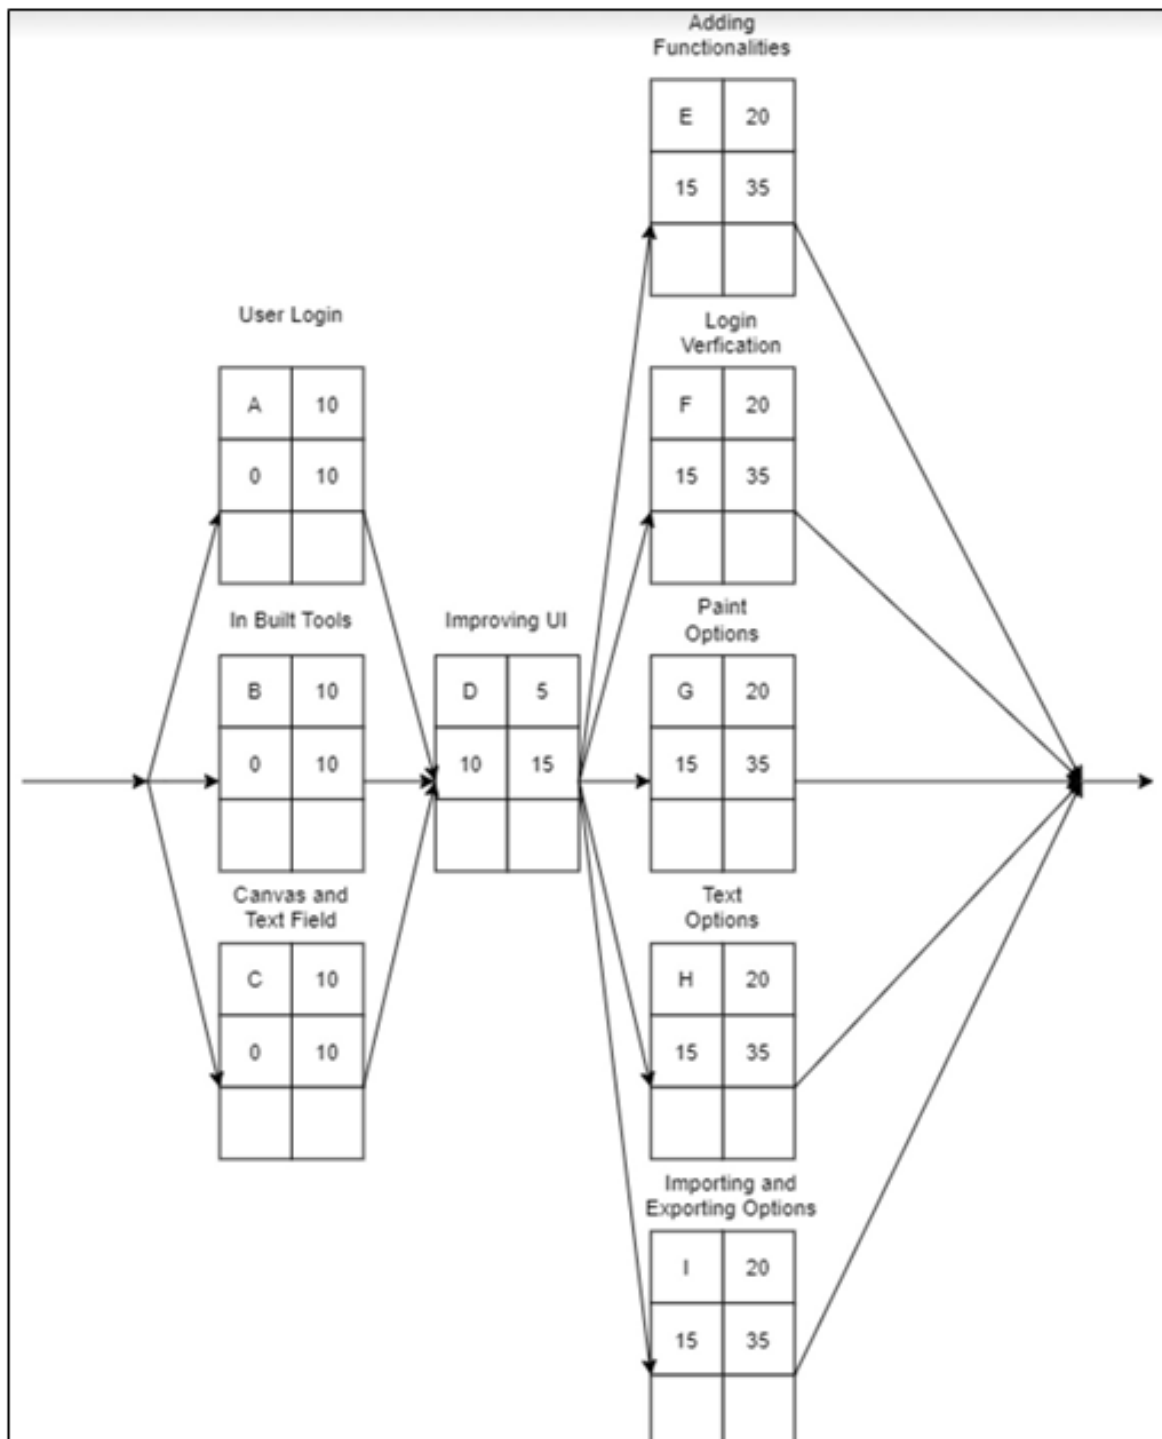 Adding
Functionalities
E 20
15 35
User Login
A 10
0 10
Login
Verfication
F 20
15 35
In Built Tools
B 10
0 10
Improving UI
D 5
10 15
Paint
Options
G 20
15 35
Canvas and
Text Field
C 10
0 10
Text
Options
H 20
15 35
Importing and
Exporting Options
I 20
15 35